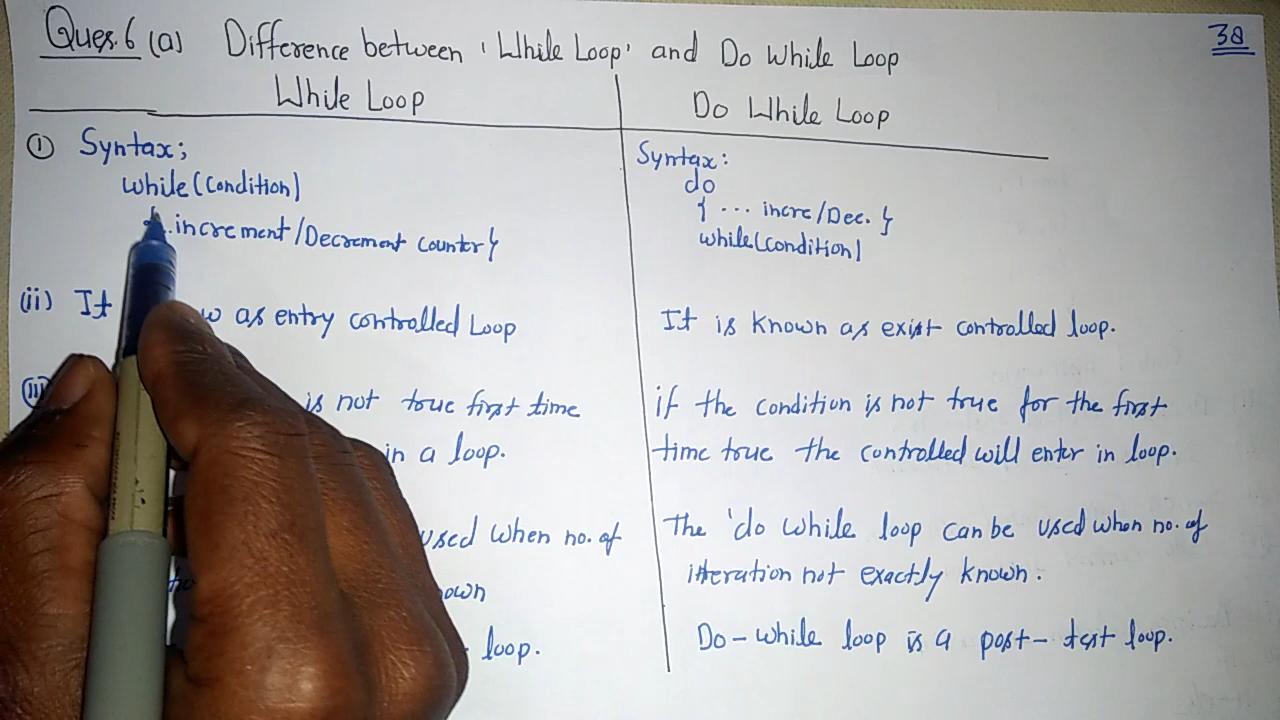 Ques.6 (a) Difference between 'While Loop' and Do While Loop
38
While Loop
Do While Loop
(i) Syntax;
while(Condition)
increment/Decrement counter}
Syntax:
do
{ ... incre/Dec. }
while(condition)
(ii) It as entry controlled Loop
It is known as exist controlled loop.
(iii) is not true first time
in a loop.
if the condition is not true for the first
time true the controlled will enter in loop.
used when no. of
The 'do while loop can be used when no. of
itteration not exactly known.
loop.
Do-while loop is a post-test loop.